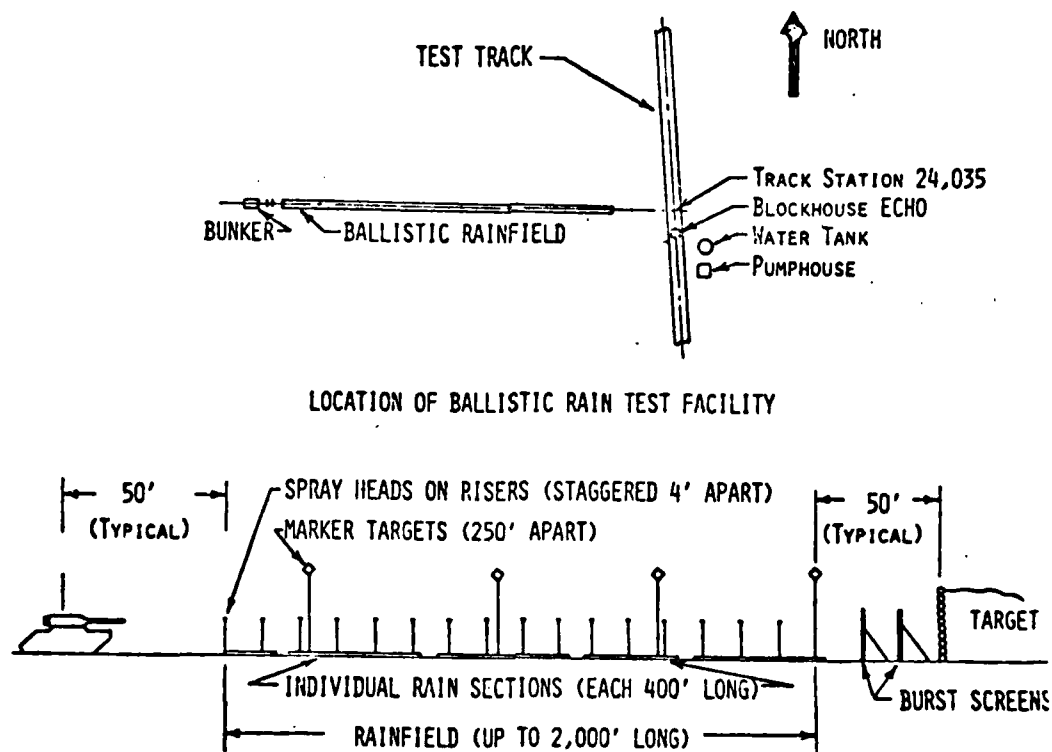 NORTH
TEST TRACK
TRACK STATION 24,035
BLOCKHOUSE ECHO
WATER TANK
PUMPHOUSE
BUNKER
BALLISTIC RAINFIELD
LOCATION OF BALLISTIC RAIN TEST FACILITY
50'
(TYPICAL)
SPRAY HEADS ON RISERS (STAGGERED 4' APART)
MARKER TARGETS (250' APART)
50'
(TYPICAL)
TARGET
INDIVIDUAL RAIN SECTIONS (EACH 400' LONG)
BURST SCREENS
RAINFIELD (UP TO 2,000' LONG)